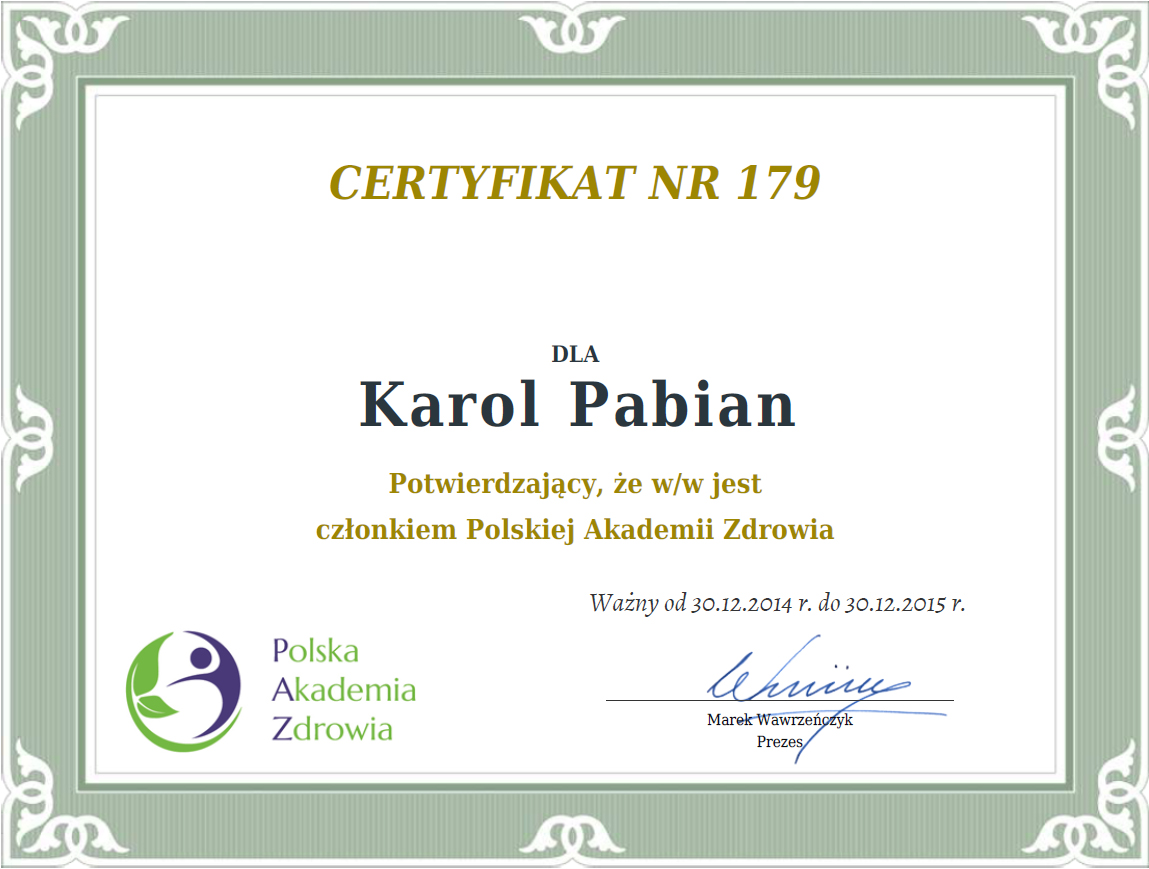 CERTYFIKAT NR 179
DLA
Karol Pabian
Potwierdzający, że w/w jest
członkiem Polskiej Akademii Zdrowia
Ważny od 30.12.2014 r. do 30.12.2015 r.
Polska
Akademia
Zdrowia
Marek Wawrzeńczyk
Prezes